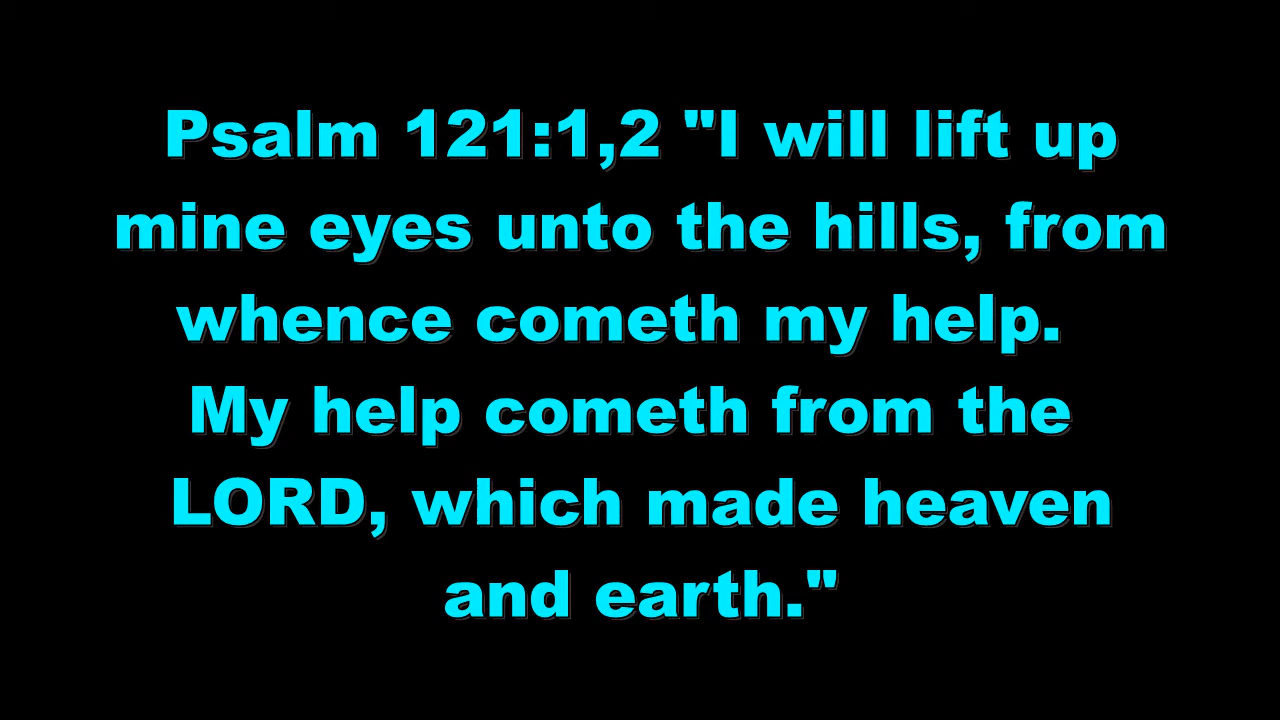 Psalm 121:1,2 "I will lift up
mine eyes unto the hills, from
whence cometh my help.
My help cometh from the
LORD, which made heaven
and earth."